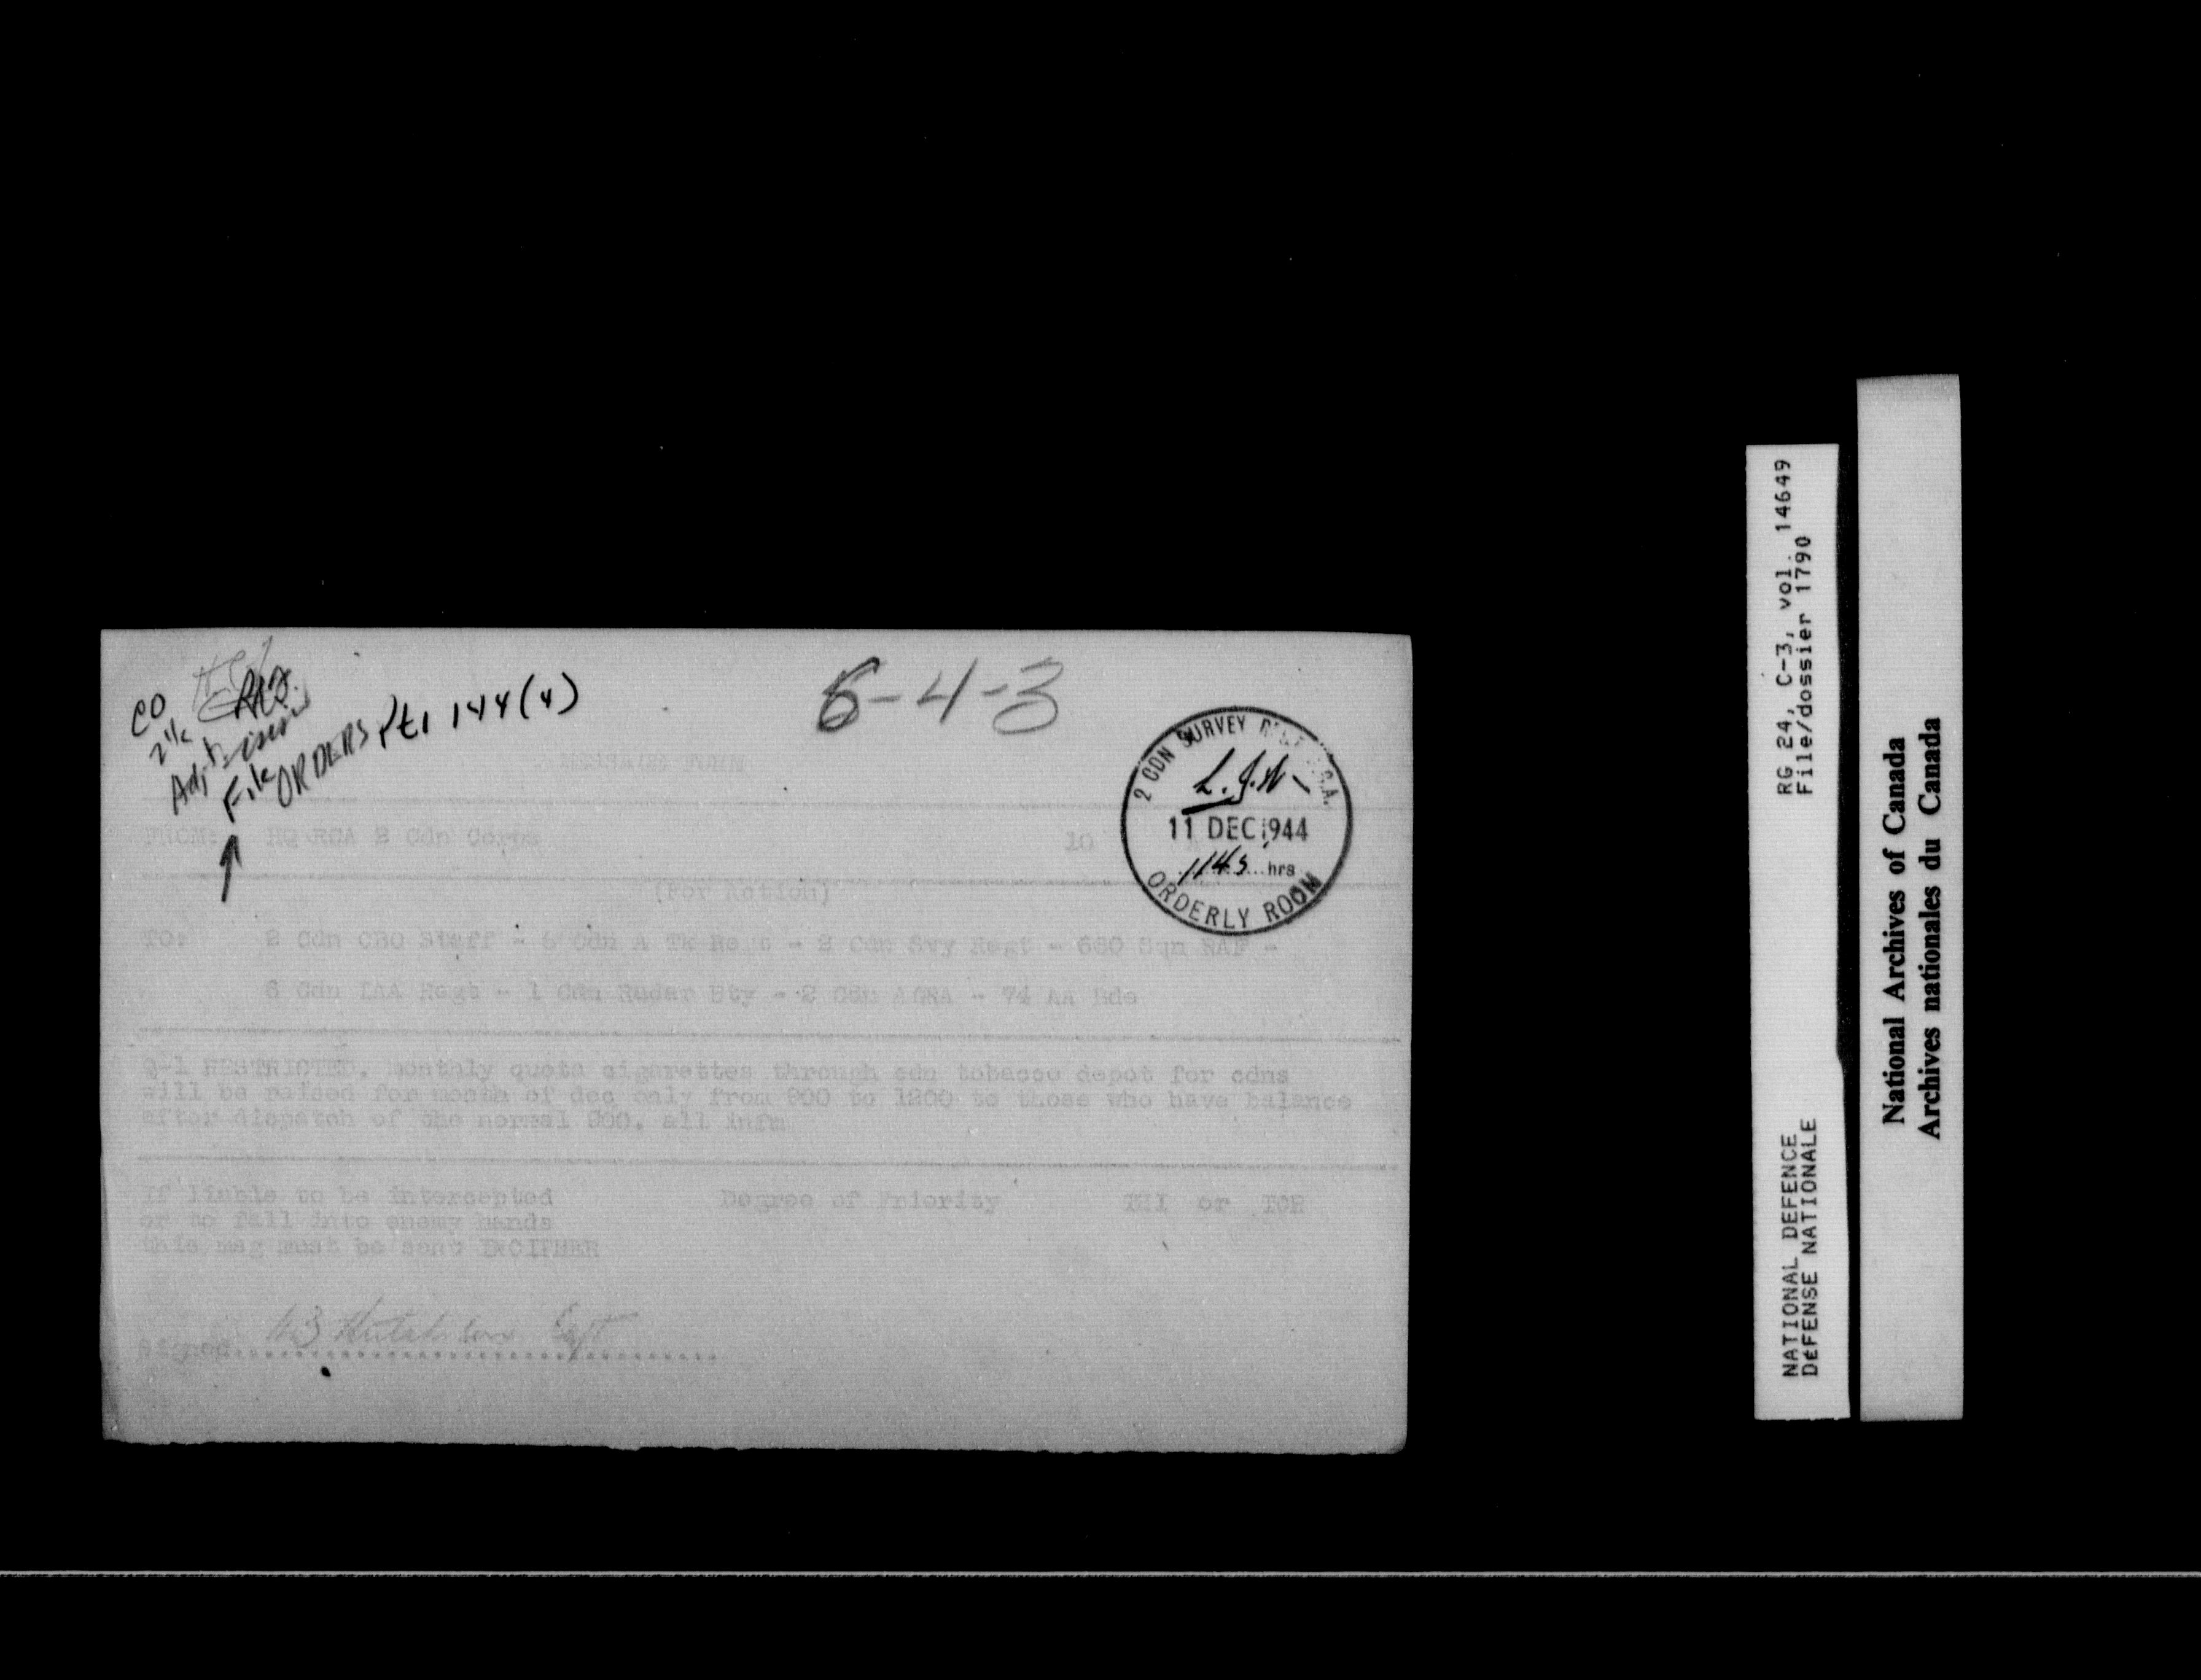 CO
2 i/c
Adjt
File
ORDERS Pt 1 144(4)
6-4-3
2 CDN SURVEY REGT R.C.A.
11 DEC 1944
1145 hrs
ORDERLY ROOM
MESSAGE FORM
FROM: HQ RCA 2 Cdn Corps 10
(For Action)
TO: 2 Cdn CBO Staff - 6 Cdn A Tk Regt - 2 Cdn Svy Regt - 660 Sqn RAF -
6 Cdn LAA Regt - 1 Cdn Radar Bty - 2 Cdn AGRA - 74 AA Bde
Q-1 RESTRICTED. monthly quota cigarettes through cdn tobacco depot for cdns
will be raised for month of dec only from 900 to 1200 to those who have balance
after dispatch of the normal 900. all infm
If liable to be intercepted Degree of Priority THI or TOR
or to fall into enemy hands
this msg must be sent
Signed Hutchison Capt
RG 24, C-3, vol. 14649
File/dossier 1790
NATIONAL DEFENCE
DÉFENSE NATIONALE
National Archives of Canada
Archives nationales du Canada